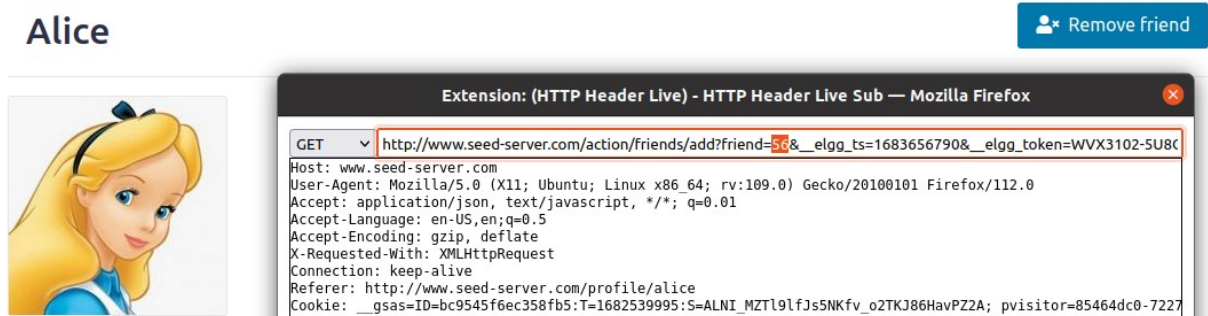 Alice
Remove friend
Extension: (HTTP Header Live) - HTTP Header Live Sub — Mozilla Firefox
GET http://www.seed-server.com/action/friends/add?friend=56&__elgg_ts=1683656790&__elgg_token=WVX3102-5U8C
Host: www.seed-server.com
User-Agent: Mozilla/5.0 (X11; Ubuntu; Linux x86_64; rv:109.0) Gecko/20100101 Firefox/112.0
Accept: application/json, text/javascript, */*; q=0.01
Accept-Language: en-US,en;q=0.5
Accept-Encoding: gzip, deflate
X-Requested-With: XMLHttpRequest
Connection: keep-alive
Referer: http://www.seed-server.com/profile/alice
Cookie: __gsas=ID=bc9545f6ec358fb5:T=1682539995:S=ALNI_MZTl9lfJs5NKfv_o2TKJ86HavPZ2A; pvisitor=85464dc0-7227